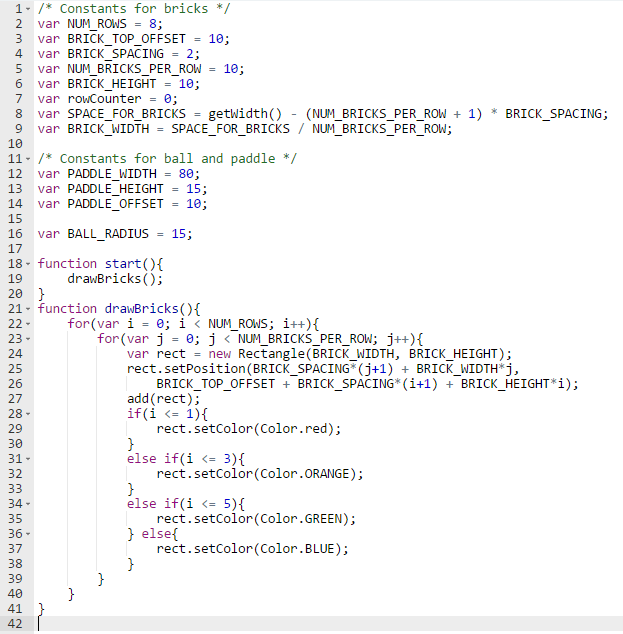 1 /* Constants for bricks */
2 var NUM_ROWS = 8;
3 var BRICK_TOP_OFFSET = 10;
4 var BRICK_SPACING = 2;
5 var NUM_BRICKS_PER_ROW = 10;
6 var BRICK_HEIGHT = 10;
7 var rowCounter = 0;
8 var SPACE_FOR_BRICKS = getWidth() - (NUM_BRICKS_PER_ROW + 1) * BRICK_SPACING;
9 var BRICK_WIDTH = SPACE_FOR_BRICKS / NUM_BRICKS_PER_ROW;
10
11 /* Constants for ball and paddle */
12 var PADDLE_WIDTH = 80;
13 var PADDLE_HEIGHT = 15;
14 var PADDLE_OFFSET = 10;
15
16 var BALL_RADIUS = 15;
17
18 function start(){
19     drawBricks();
20 }
21 function drawBricks(){
22     for(var i = 0; i < NUM_ROWS; i++){
23         for(var j = 0; j < NUM_BRICKS_PER_ROW; j++){
24             var rect = new Rectangle(BRICK_WIDTH, BRICK_HEIGHT);
25             rect.setPosition(BRICK_SPACING*(j+1) + BRICK_WIDTH*j,
26                 BRICK_TOP_OFFSET + BRICK_SPACING*(i+1) + BRICK_HEIGHT*i);
27             add(rect);
28             if(i <= 1){
29                 rect.setColor(Color.red);
30             }
31             else if(i <= 3){
32                 rect.setColor(Color.ORANGE);
33             }
34             else if(i <= 5){
35                 rect.setColor(Color.GREEN);
36             } else{
37                 rect.setColor(Color.BLUE);
38             }
39         }
40     }
41 }
42